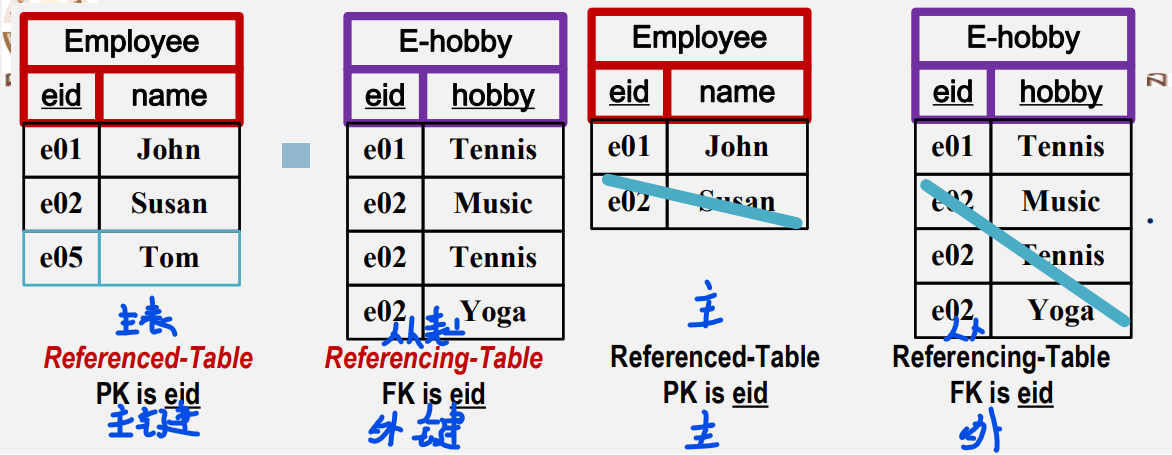 Employee E-hobby Employee E-hobby
eid name eid hobby eid name eid hobby
e01 John e01 Tennis e01 John e01 Tennis
e02 Susan e02 Music e02 Susan e02 Music
e05 Tom e02 Tennis e02 Tennis
e02 Yoga e02 Yoga
主表 从表 主 从
Referenced-Table Referencing-Table Referenced-Table Referencing-Table
PK is eid FK is eid PK is eid FK is eid
主键 外键 主 外